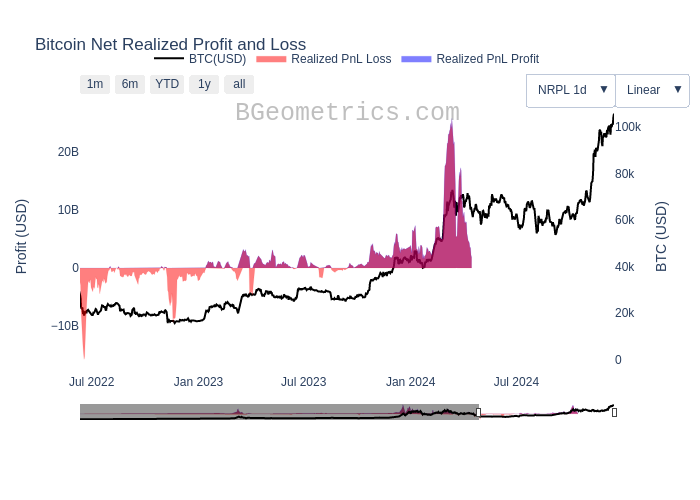 Bitcoin Net Realized Profit and Loss
BTC(USD) Realized PnL Loss Realized PnL Profit
1m 6m YTD 1y all NRPL 1d ▼ Linear ▼
BGeometrics.com
20B
10B
0
−10B
Profit (USD)
100k
80k
60k
40k
20k
0
BTC (USD)
Jul 2022 Jan 2023 Jul 2023 Jan 2024 Jul 2024